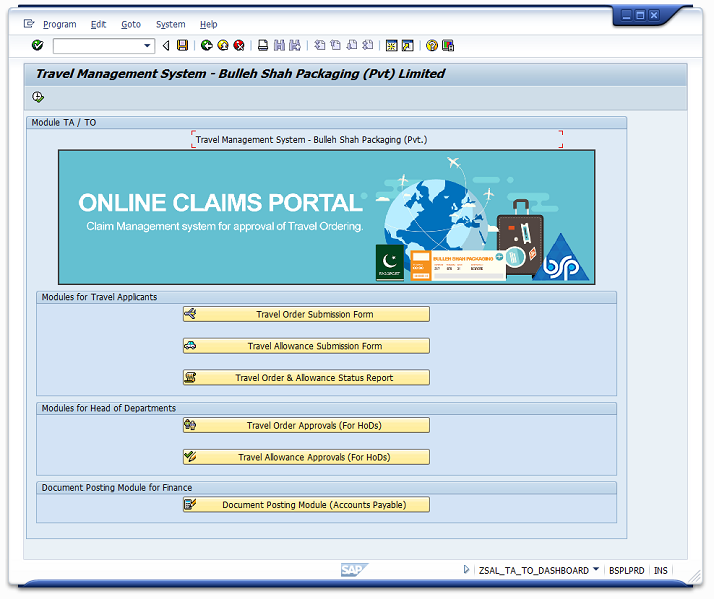 Program Edit Goto System Help
Travel Management System - Bulleh Shah Packaging (Pvt) Limited
Module TA / TO
Travel Management System - Bulleh Shah Packaging (Pvt.)
ONLINE CLAIMS PORTAL
Claim Management system for approval of Travel Ordering.
BULLEH SHAH PACKAGING
PASSPORT
bsp
Modules for Travel Applicants
Travel Order Submission Form
Travel Allowance Submission Form
Travel Order & Allowance Status Report
Modules for Head of Departments
Travel Order Approvals (For HoDs)
Travel Allowance Approvals (For HoDs)
Document Posting Module for Finance
Document Posting Module (Accounts Payable)
SAP
ZSAL_TA_TO_DASHBOARD BSPLPRD INS